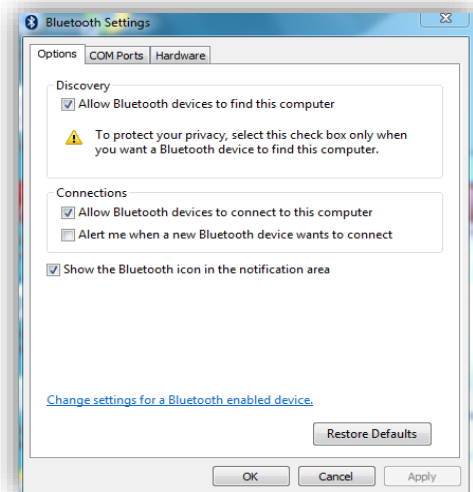 Bluetooth Settings
Options COM Ports Hardware
Discovery
Allow Bluetooth devices to find this computer
To protect your privacy, select this check box only when
you want a Bluetooth device to find this computer.
Connections
Allow Bluetooth devices to connect to this computer
Alert me when a new Bluetooth device wants to connect
Show the Bluetooth icon in the notification area
Change settings for a Bluetooth enabled device.
Restore Defaults
OK Cancel Apply